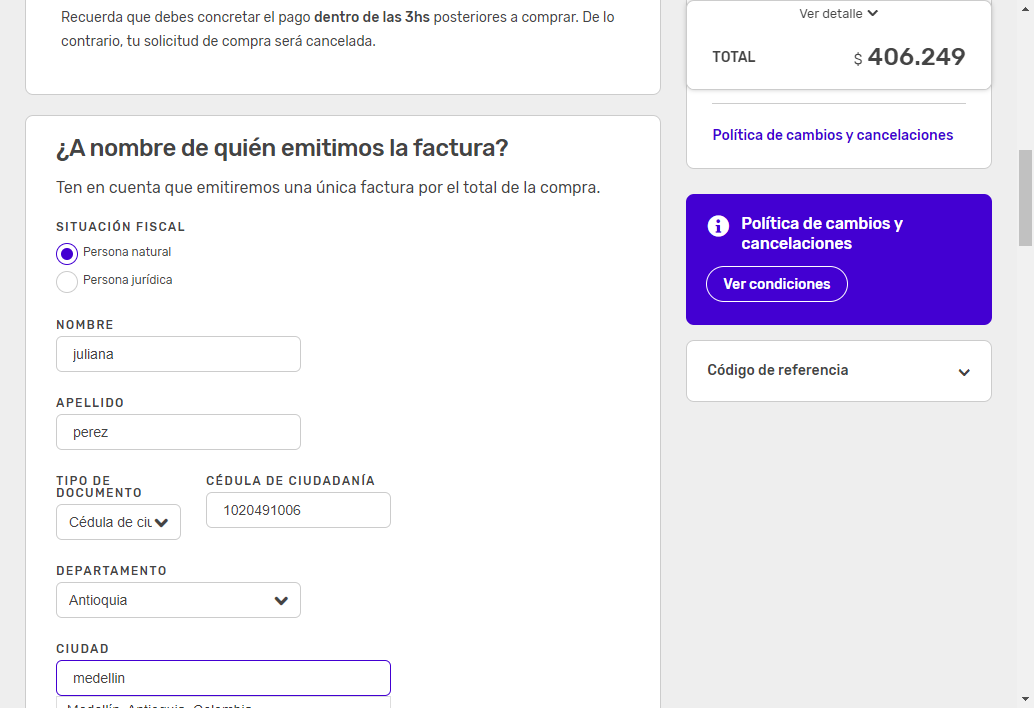 Recuerda que debes concretar el pago dentro de las 3hs posteriores a comprar. De lo
contrario, tu solicitud de compra será cancelada.
¿A nombre de quién emitimos la factura?
Ten en cuenta que emitiremos una única factura por el total de la compra.
SITUACIÓN FISCAL
Persona natural
Persona jurídica
NOMBRE
juliana
APELLIDO
perez
TIPO DE
DOCUMENTO
Cédula de ciu
CÉDULA DE CIUDADANÍA
1020491006
DEPARTAMENTO
Antioquia
CIUDAD
medellin
Medellín, Antioquia, Colombia
Ver detalle
TOTAL
$ 406.249
Política de cambios y cancelaciones
Política de cambios y
cancelaciones
Ver condiciones
Código de referencia